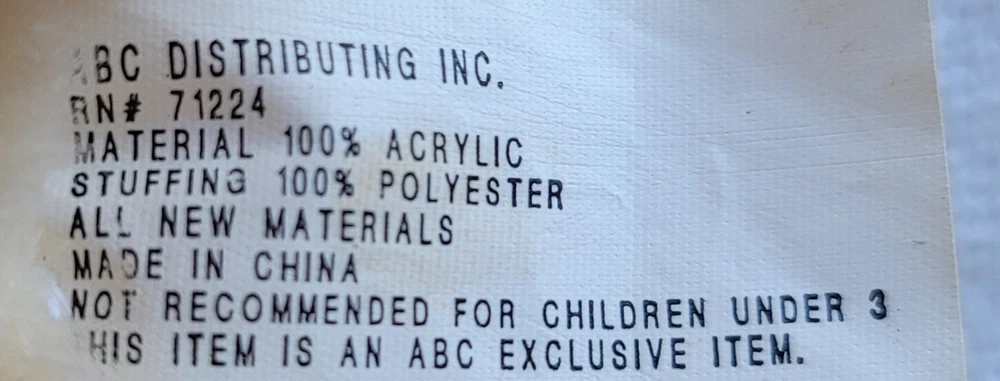 ABC DISTRIBUTING INC.
RN# 71224
MATERIAL 100% ACRYLIC
STUFFING 100% POLYESTER
ALL NEW MATERIALS
MADE IN CHINA
NOT RECOMMENDED FOR CHILDREN UNDER 3
THIS ITEM IS AN ABC EXCLUSIVE ITEM.